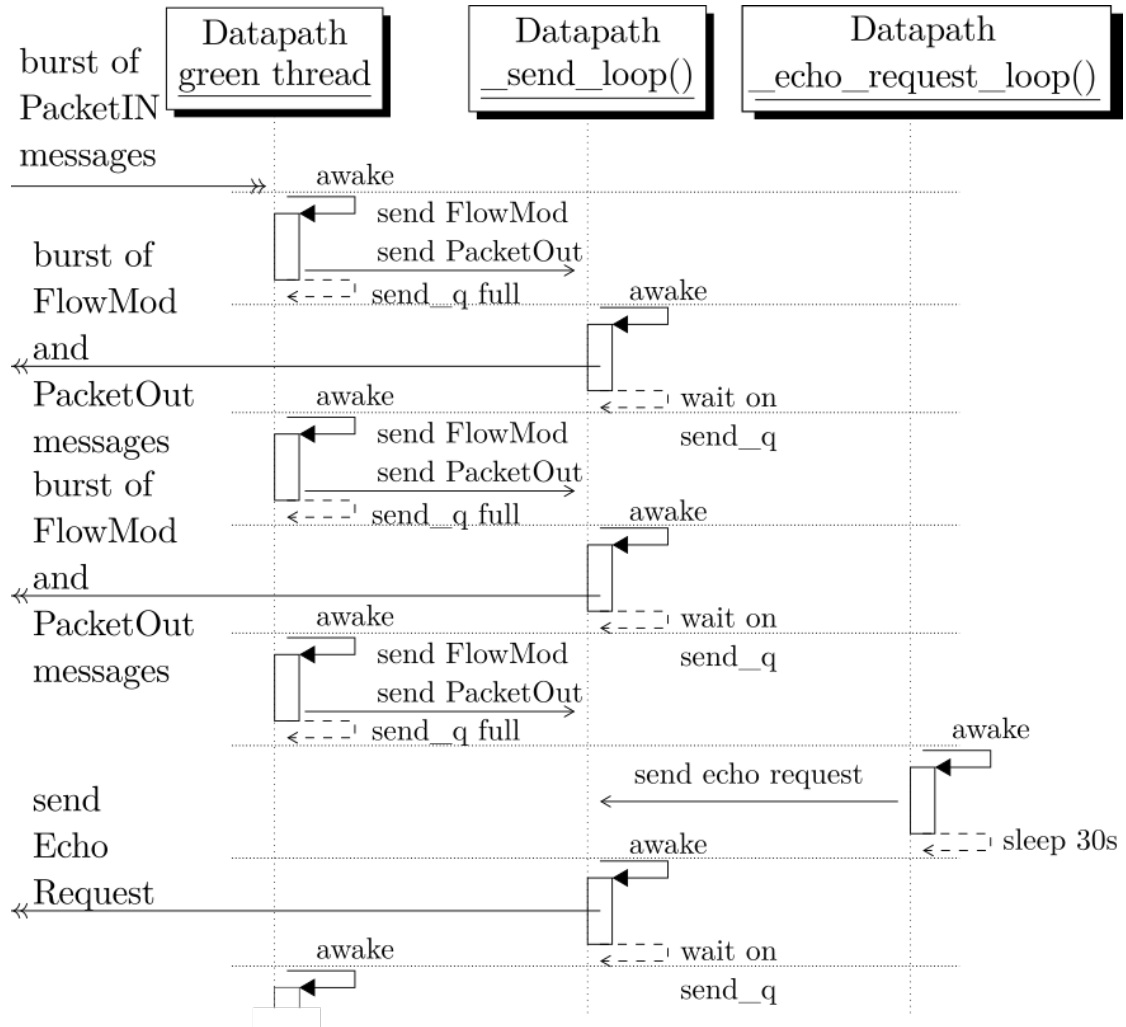 Datapath
green thread
Datapath
_send_loop()
Datapath
_echo_request_loop()
burst of
PacketIN
messages
awake
send FlowMod
send PacketOut
send_q full
burst of
FlowMod
and
PacketOut
messages
awake
wait on
send_q
awake
send FlowMod
send PacketOut
send_q full
burst of
FlowMod
and
PacketOut
messages
awake
wait on
send_q
awake
send FlowMod
send PacketOut
send_q full
awake
send echo request
sleep 30s
send
Echo
Request
awake
wait on
send_q
awake